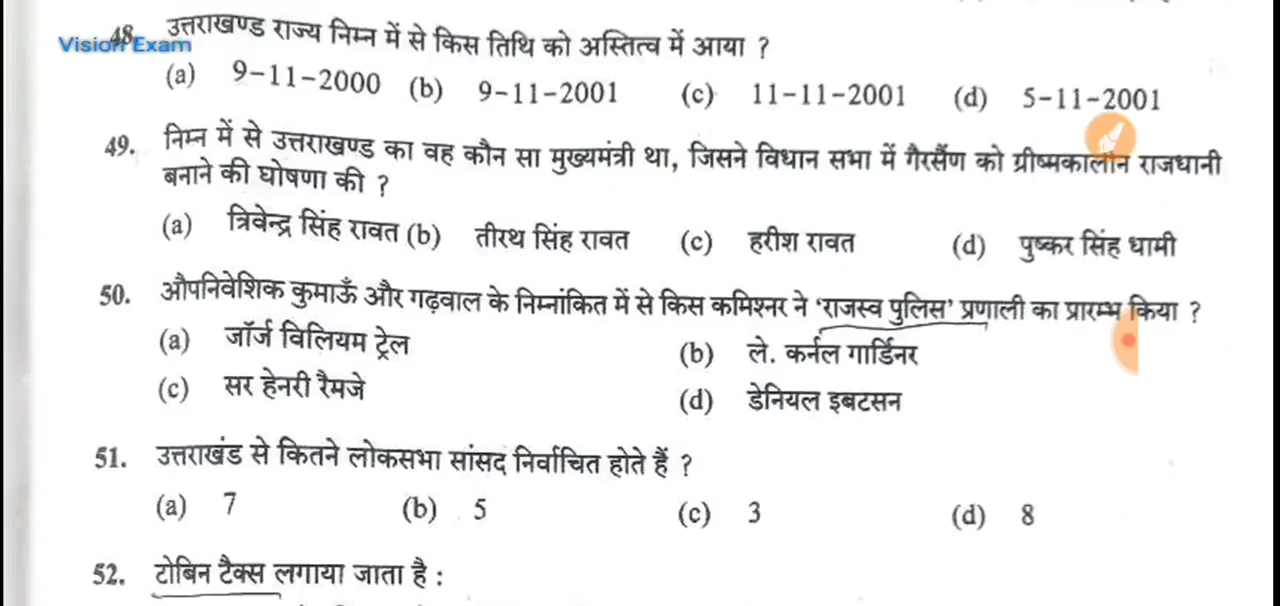 48. उत्तराखण्ड राज्य निम्न में से किस तिथि को अस्तित्व में आया ?
Vision Exam
(a) 9-11-2000 (b) 9-11-2001 (c) 11-11-2001 (d) 5-11-2001
49. निम्न में से उत्तराखण्ड का वह कौन सा मुख्यमंत्री था, जिसने विधान सभा में गैरसैंण को ग्रीष्मकालीन राजधानी
बनाने की घोषणा की ?
(a) त्रिवेन्द्र सिंह रावत (b) तीरथ सिंह रावत (c) हरीश रावत (d) पुष्कर सिंह धामी
50. औपनिवेशिक कुमाऊँ और गढ़वाल के निम्नांकित में से किस कमिश्नर ने 'राजस्व पुलिस' प्रणाली का प्रारम्भ किया ?
(a) जॉर्ज विलियम ट्रेल (b) ले. कर्नल गार्डिनर
(c) सर हेनरी रैमजे (d) डेनियल इबटसन
51. उत्तराखंड से कितने लोकसभा सांसद निर्वाचित होते हैं ?
(a) 7 (b) 5 (c) 3 (d) 8
52. टोबिन टैक्स लगाया जाता है :